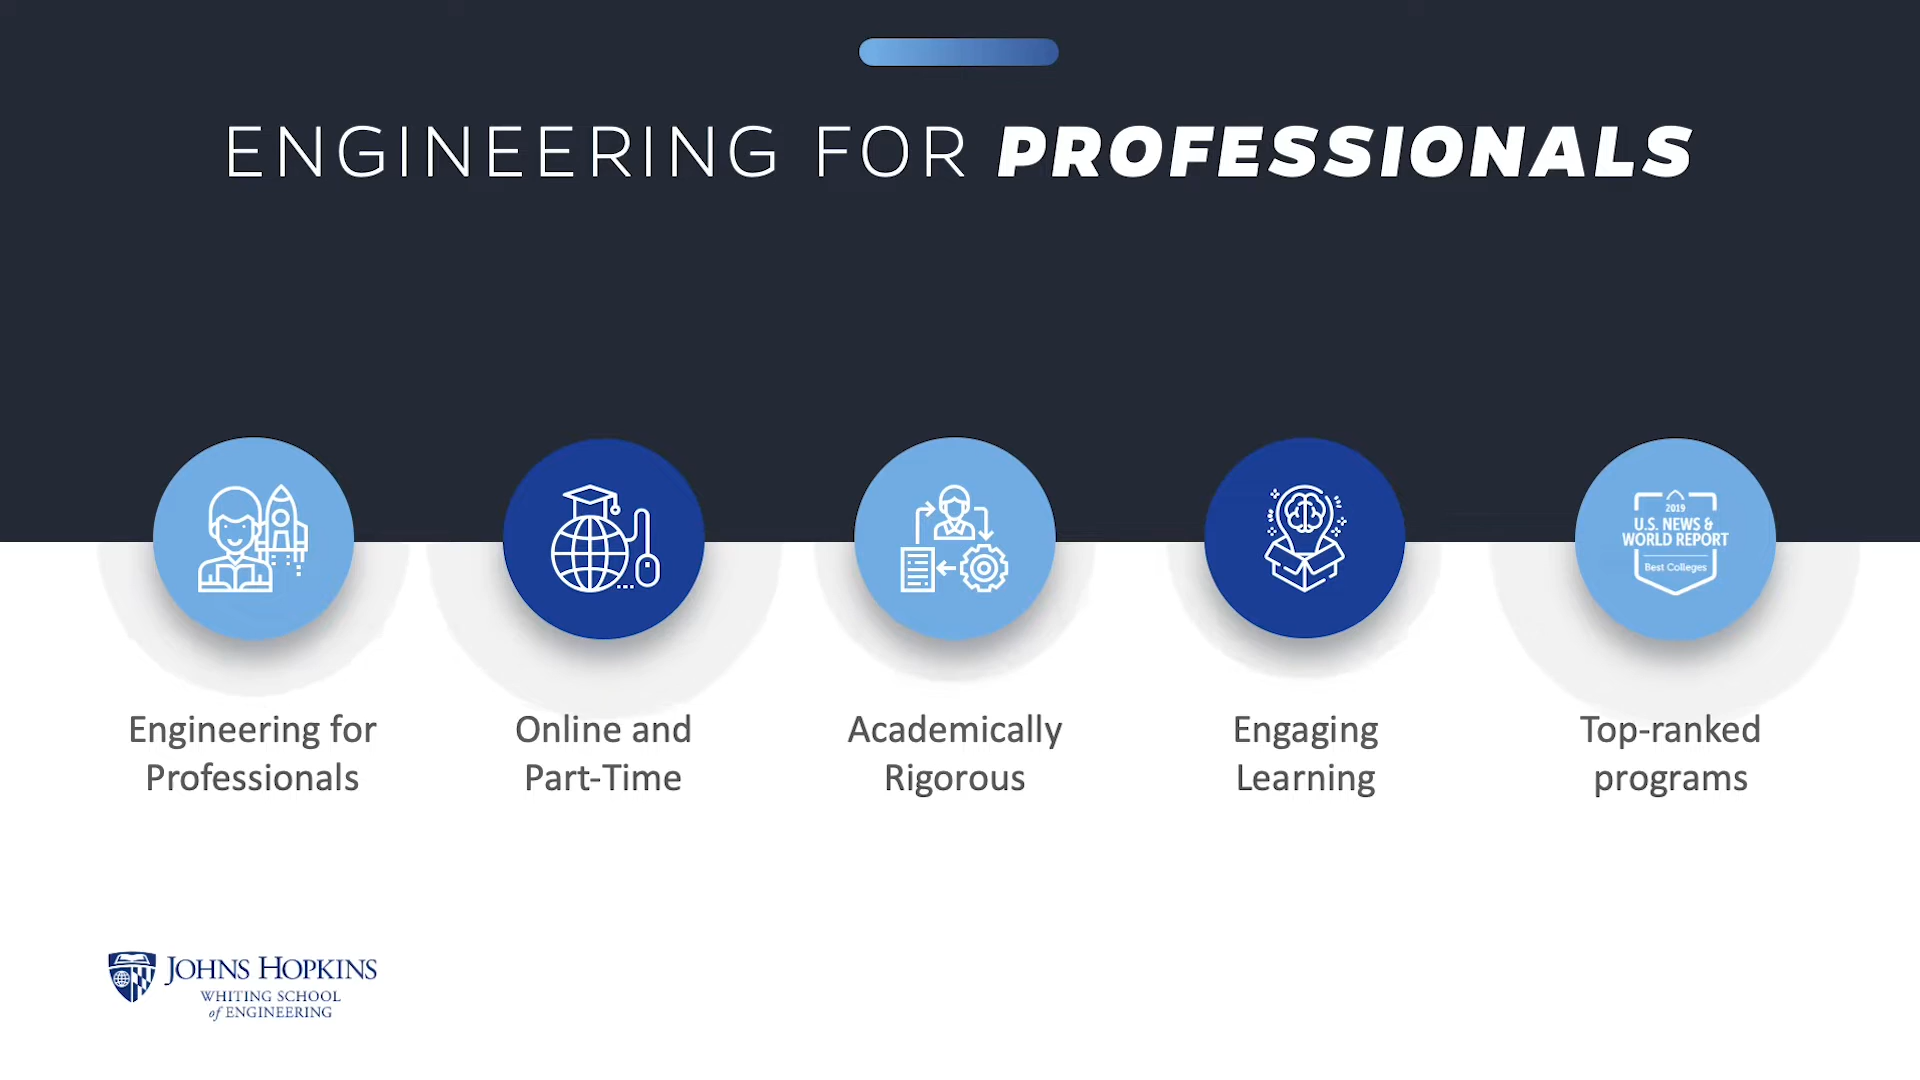 ENGINEERING FOR PROFESSIONALS
2019
U.S. NEWS &
WORLD REPORT
Best Colleges
Engineering for
Professionals
Online and
Part-Time
Academically
Rigorous
Engaging
Learning
Top-ranked
programs
JOHNS HOPKINS
WHITING SCHOOL
of ENGINEERING